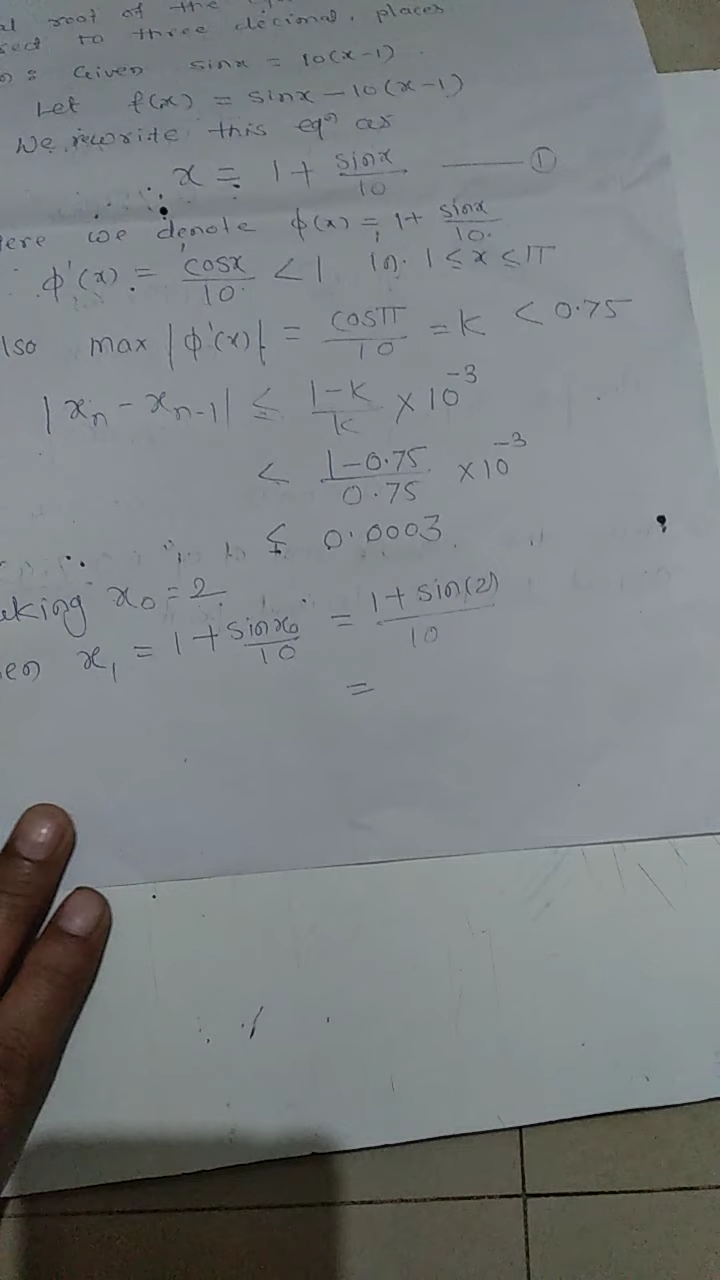 root of the
to three decimal places
Given sinx = 10(x-1)
Let f(x) = sinx - 10(x-1)
We rewrite this eqn as
∴ x = 1 + sinx/10 ——— ①
we denote ϕ(x) = 1 + sinx/10
ϕ'(x) = cosx/10 < 1 in 1 ≤ x ≤ π
max |ϕ'(x)| = cosπ/10 = k < 0.75
|xn - xn-1| ≤ 1-k/k × 10^-3
< 1-0.75/0.75 × 10^-3
≤ 0.0003
x0 = 2
x1 = 1 + sinx0/10 = 1 + sin(2)/10
=